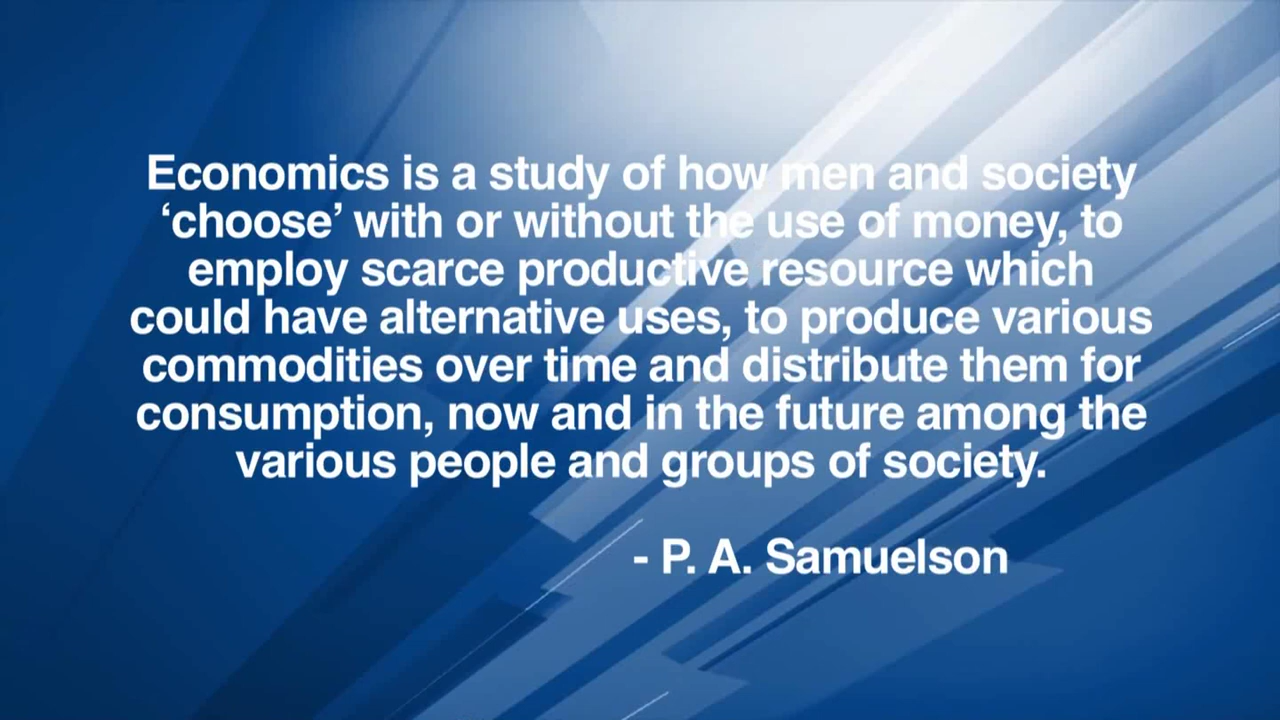 Economics is a study of how men and society
‘choose’ with or without the use of money, to
employ scarce productive resource which
could have alternative uses, to produce various
commodities over time and distribute them for
consumption, now and in the future among the
various people and groups of society.
- P. A. Samuelson